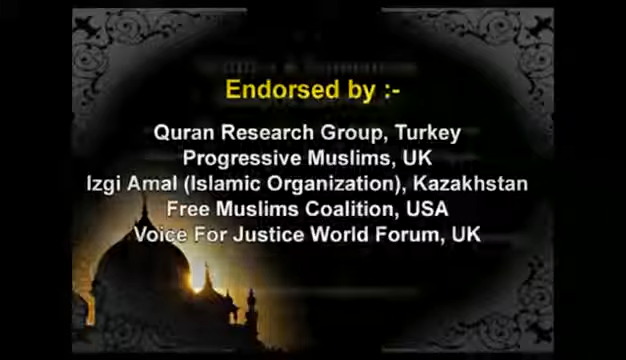 Endorsed by :-
Quran Research Group, Turkey
Progressive Muslims, UK
Izgi Amal (Islamic Organization), Kazakhstan
Free Muslims Coalition, USA
Voice For Justice World Forum, UK